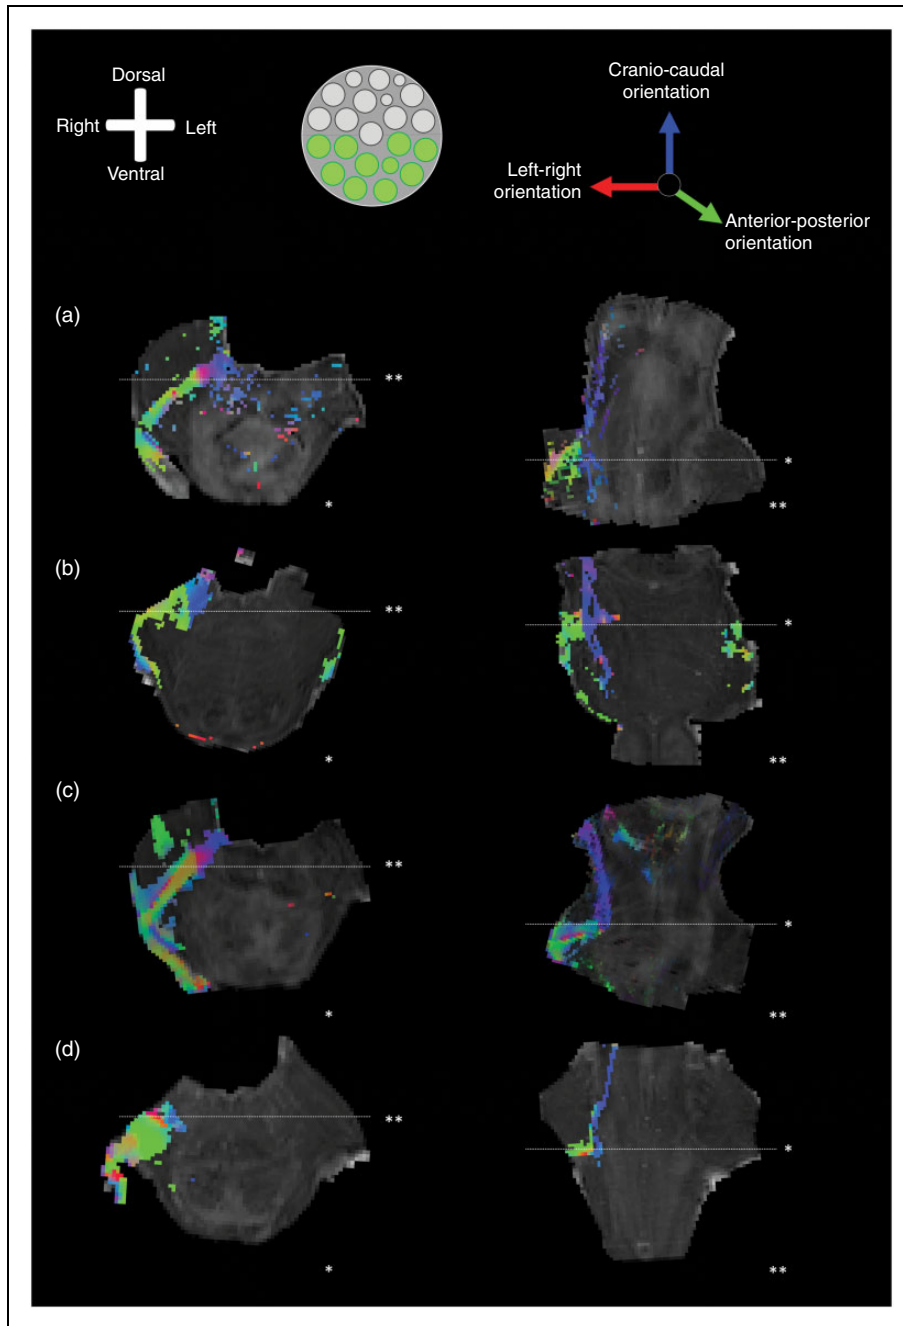 Dorsal
Right
Left
Ventral
Cranio-caudal
orientation
Left-right
orientation
Anterior-posterior
orientation
(a)
**
*
*
**
(b)
**
*
*
**
(c)
**
*
*
**
(d)
**
*
*
**